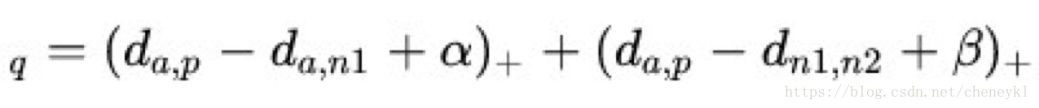 q = (d_{a,p} − d_{a,n1} + α)_+ + (d_{a,p} − d_{n1,n2} + β)_+
https://blog.csdn.net/cheneykl